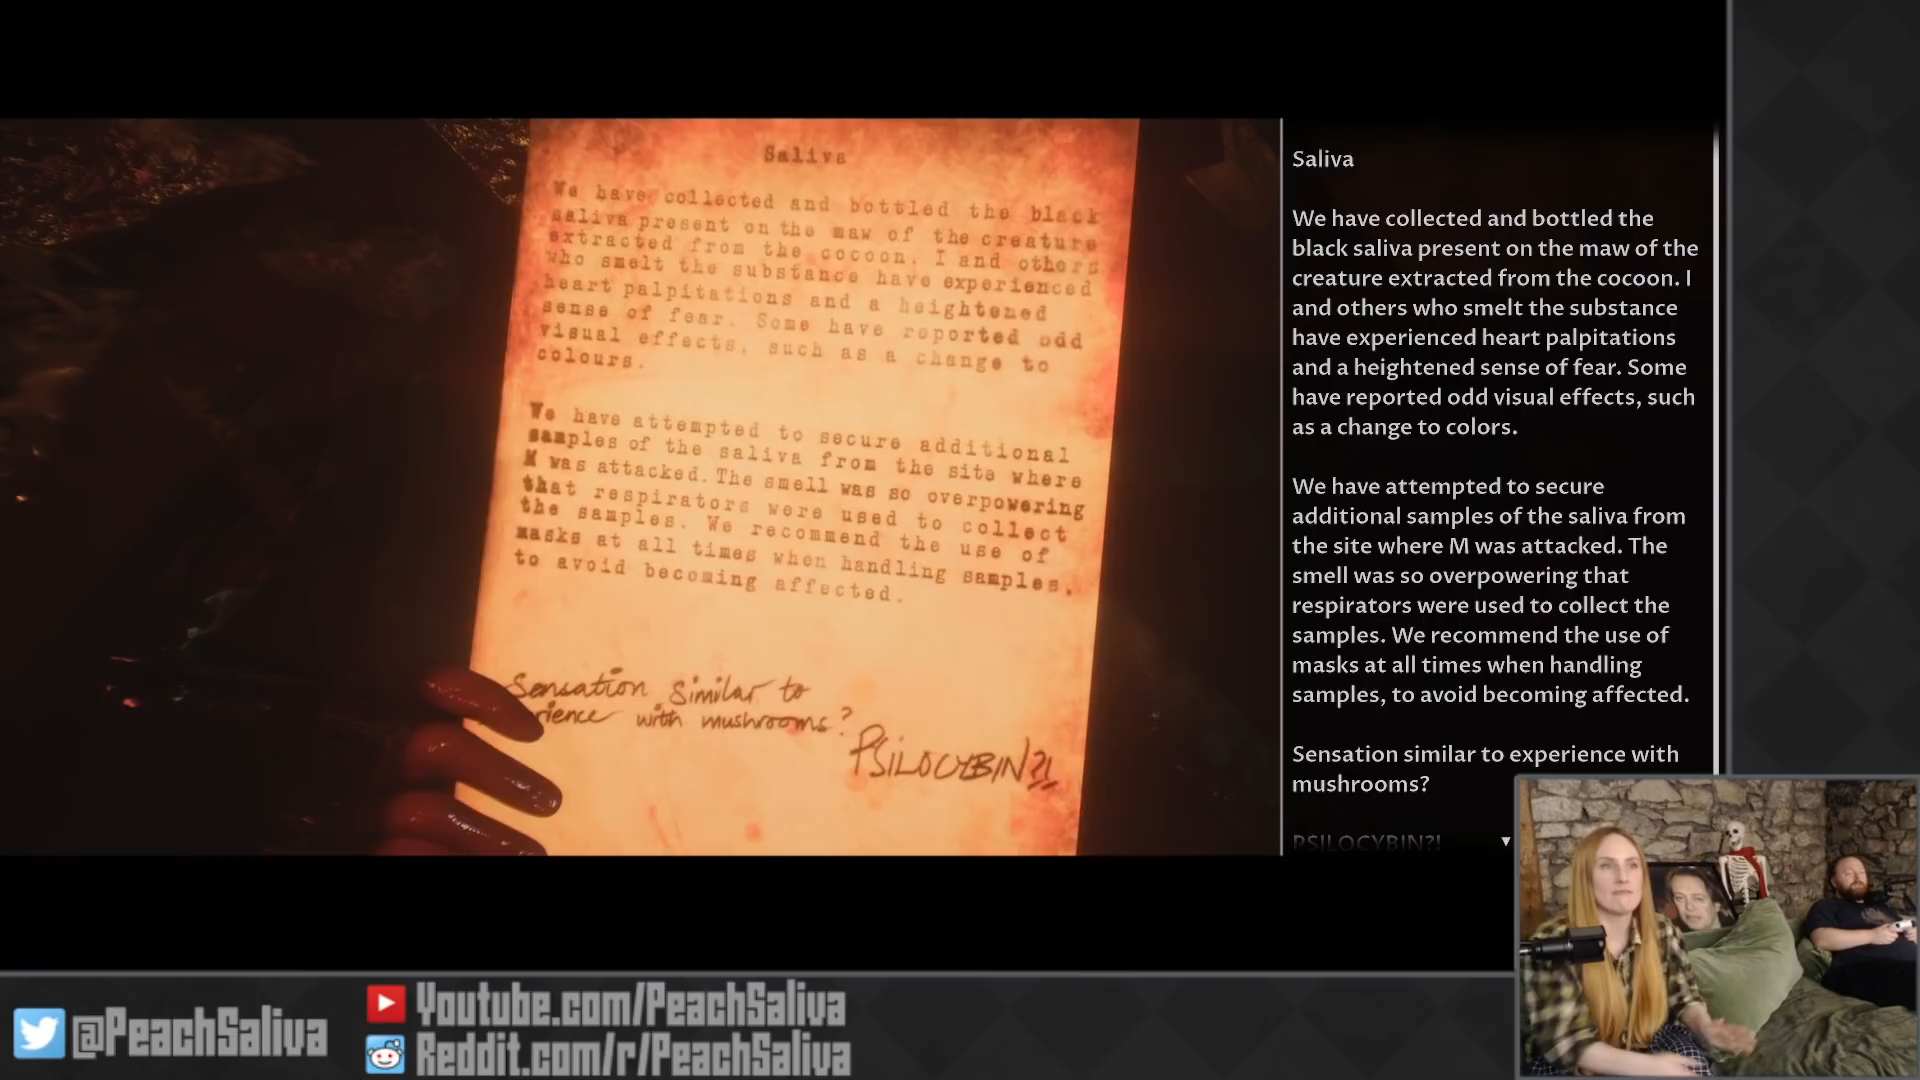 Saliva
We have collected and bottled the black
saliva present on the maw of the creature
extracted from the cocoon. I and others
who smelt the substance have experienced
heart palpitations and a heightened
sense of fear. Some have reported odd
visual effects, such as a change to
colours.
We have attempted to secure additional
samples of the saliva from the site where
M was attacked. The smell was so overpowering
that respirators were used to collect
the samples. We recommend the use of
masks at all times when handling samples,
to avoid becoming affected.
Sensation similar to
rience with mushrooms?
PSILOCYBIN?!
Saliva
We have collected and bottled the
black saliva present on the maw of the
creature extracted from the cocoon. I
and others who smelt the substance
have experienced heart palpitations
and a heightened sense of fear. Some
have reported odd visual effects, such
as a change to colors.
We have attempted to secure
additional samples of the saliva from
the site where M was attacked. The
smell was so overpowering that
respirators were used to collect the
samples. We recommend the use of
masks at all times when handling
samples, to avoid becoming affected.
Sensation similar to experience with
mushrooms?
PSILOCYBIN?!
@PeachSaliva
Youtube.com/PeachSaliva
Reddit.com/r/PeachSaliva